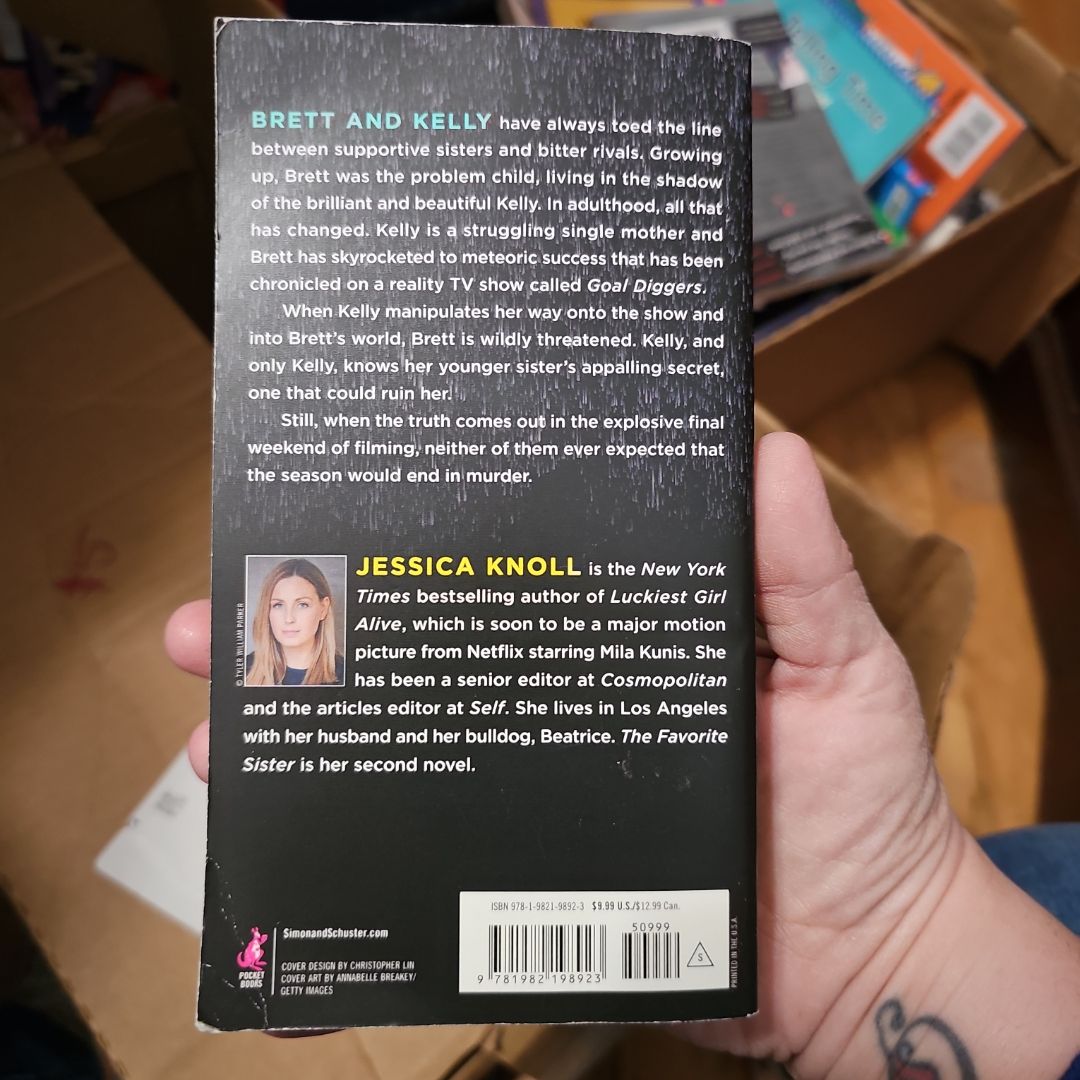 BRETT AND KELLY have always toed the line
between supportive sisters and bitter rivals. Growing
up, Brett was the problem child, living in the shadow
of the brilliant and beautiful Kelly. In adulthood, all that
has changed. Kelly is a struggling single mother and
Brett has skyrocketed to meteoric success that has been
chronicled on a reality TV show called Goal Diggers.
When Kelly manipulates her way onto the show and
into Brett's world, Brett is wildly threatened. Kelly, and
only Kelly, knows her younger sister's appalling secret,
one that could ruin her.
Still, when the truth comes out in the explosive final
weekend of filming, neither of them ever expected that
the season would end in murder.
© TYLER WILLIAM PARKER
JESSICA KNOLL is the New York
Times bestselling author of Luckiest Girl
Alive, which is soon to be a major motion
picture from Netflix starring Mila Kunis. She
has been a senior editor at Cosmopolitan
and the articles editor at Self. She lives in Los Angeles
with her husband and her bulldog, Beatrice. The Favorite
Sister is her second novel.
POCKET
BOOKS
SimonandSchuster.com
COVER DESIGN BY CHRISTOPHER LIN
COVER ART BY ANNABELLE BREAKEY/
GETTY IMAGES
ISBN 978-1-9821-9892-3 $9.99 U.S./$12.99 Can.
50999
9 781982 198923
S
PRINTED IN THE U.S.A.